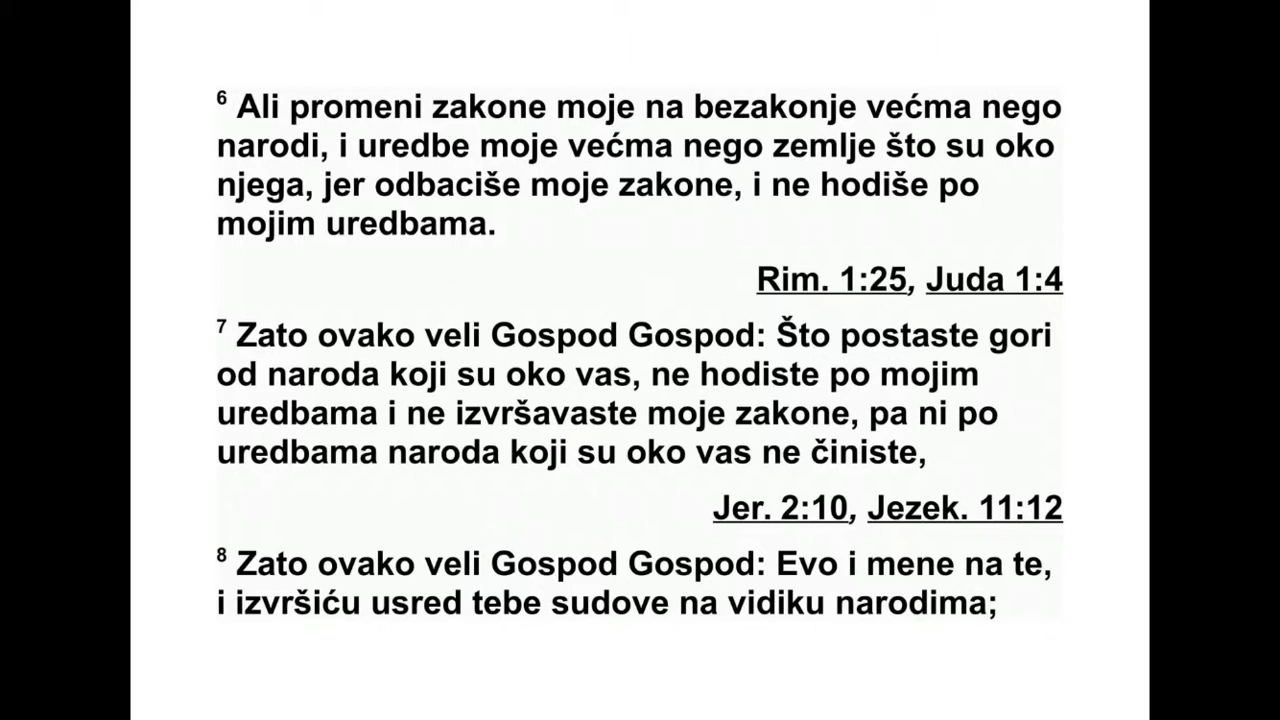 6 Ali promeni zakone moje na bezakonje većma nego
narodi, i uredbe moje većma nego zemlje što su oko
njega, jer odbaciše moje zakone, i ne hodiše po
mojim uredbama.
Rim. 1:25, Juda 1:4
7 Zato ovako veli Gospod Gospod: Što postaste gori
od naroda koji su oko vas, ne hodiste po mojim
uredbama i ne izvršavaste moje zakone, pa ni po
uredbama naroda koji su oko vas ne činiste,
Jer. 2:10, Jezek. 11:12
8 Zato ovako veli Gospod Gospod: Evo i mene na te,
i izvršiću usred tebe sudove na vidiku narodima;